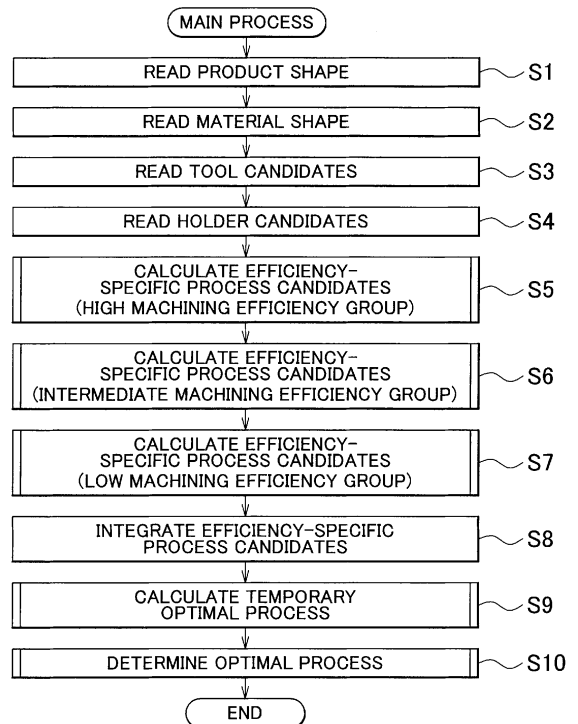 MAIN PROCESS
READ PRODUCT SHAPE S1
READ MATERIAL SHAPE S2
READ TOOL CANDIDATES S3
READ HOLDER CANDIDATES S4
CALCULATE EFFICIENCY-
SPECIFIC PROCESS CANDIDATES
(HIGH MACHINING EFFICIENCY GROUP)
S5
CALCULATE EFFICIENCY-
SPECIFIC PROCESS CANDIDATES
(INTERMEDIATE MACHINING EFFICIENCY GROUP)
S6
CALCULATE EFFICIENCY-
SPECIFIC PROCESS CANDIDATES
(LOW MACHINING EFFICIENCY GROUP)
S7
INTEGRATE EFFICIENCY-SPECIFIC
PROCESS CANDIDATES
S8
CALCULATE TEMPORARY
OPTIMAL PROCESS
S9
DETERMINE OPTIMAL PROCESS S10
END